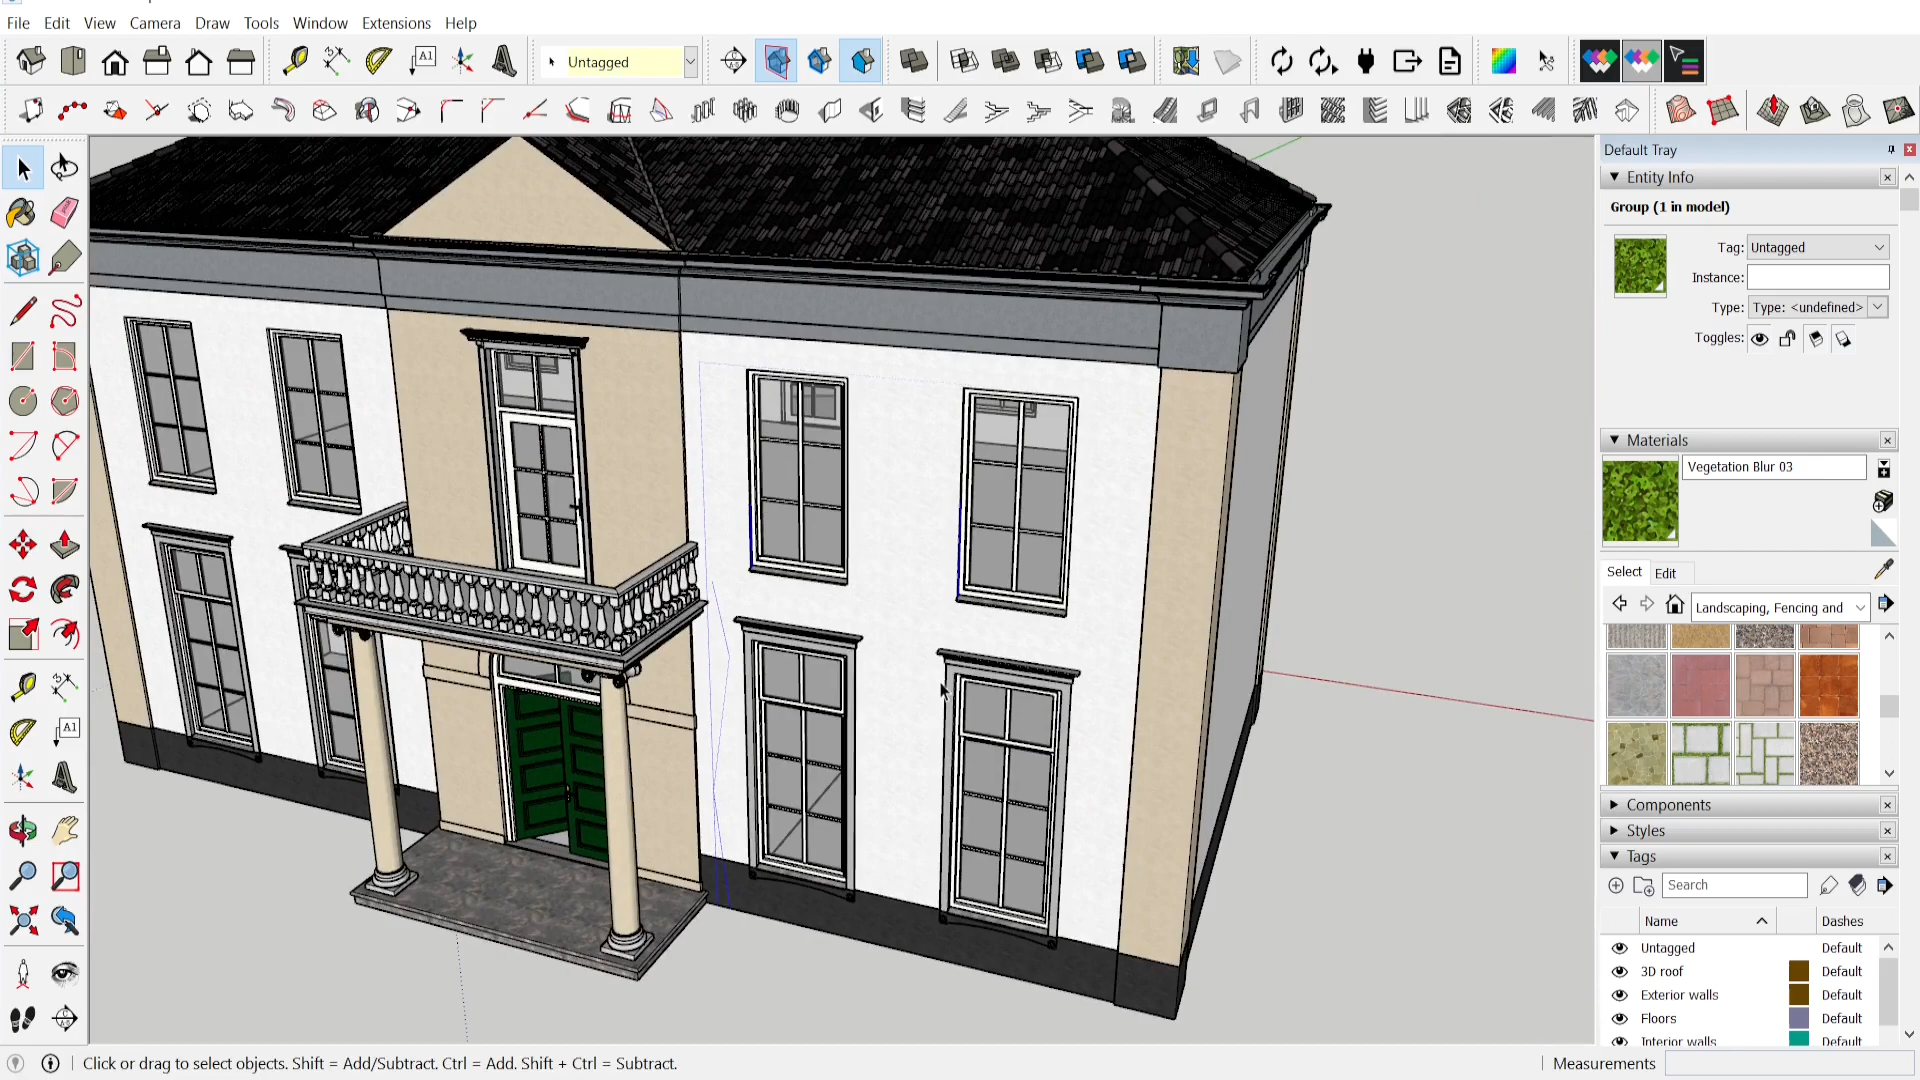 File Edit View Camera Draw Tools Window Extensions Help
A1 Untagged
Default Tray
Entity Info
Group (1 in model)
Tag: Untagged
Instance:
Type: Type: <undefined>
Toggles:
Materials
Vegetation Blur 03
Select Edit
Landscaping, Fencing and
Components
Styles
Tags
Search
Name Dashes
Untagged Default
3D roof Default
Exterior walls Default
Floors Default
Interior walls Default
A1
Click or drag to select objects. Shift = Add/Subtract. Ctrl = Add. Shift + Ctrl = Subtract.
Measurements